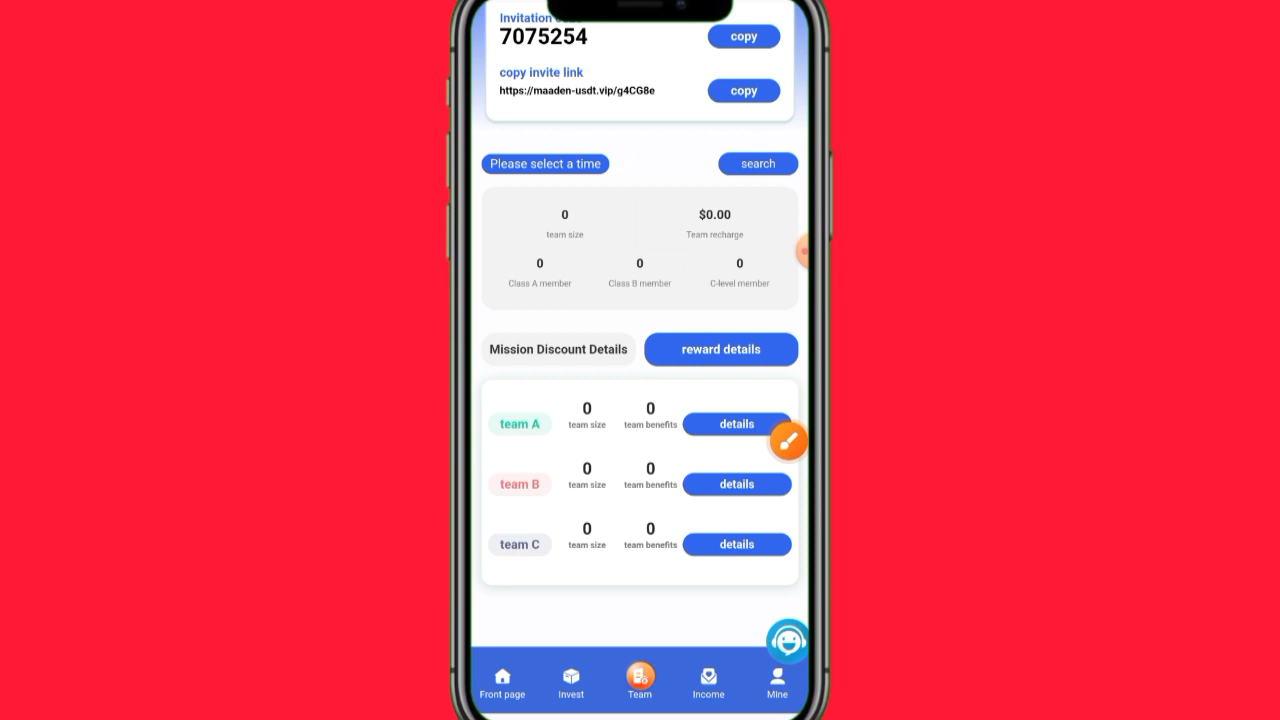 Invitation
7075254
copy
copy invite link
https://maaden-usdt.vip/g4CG8e
copy
Please select a time
search
0
$0.00
team size
Team recharge
0
0
0
Class A member
Class B member
C-level member
Mission Discount Details
reward details
team A
0
team size
0
team benefits
details
team B
0
team size
0
team benefits
details
team C
0
team size
0
team benefits
details
Front page
Invest
Team
Income
Mine